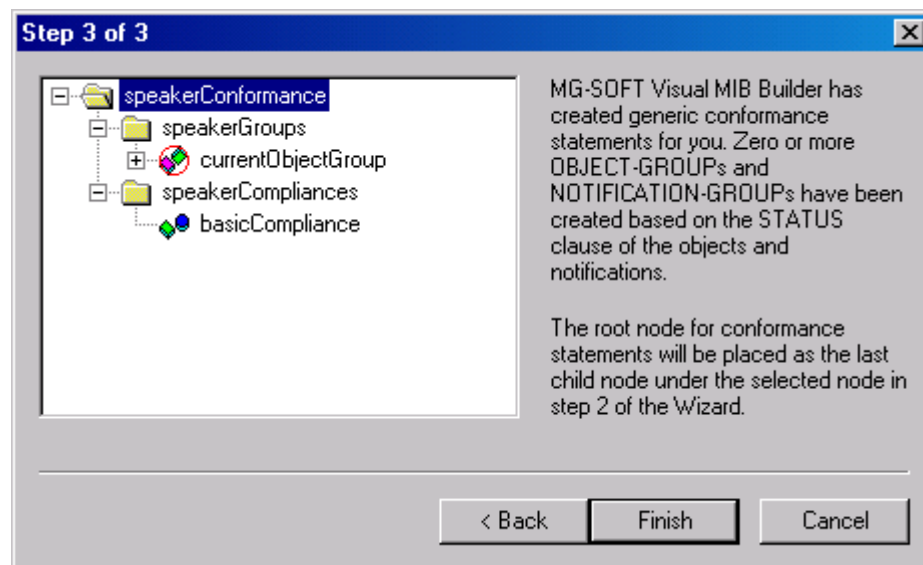 Step 3 of 3
speakerConformance
speakerGroups
currentObjectGroup
speakerCompliances
basicCompliance
MG-SOFT Visual MIB Builder has
created generic conformance
statements for you. Zero or more
OBJECT-GROUPs and
NOTIFICATION-GROUPs have been
created based on the STATUS
clause of the objects and
notifications.
The root node for conformance
statements will be placed as the last
child node under the selected node in
step 2 of the Wizard.
< Back
Finish
Cancel